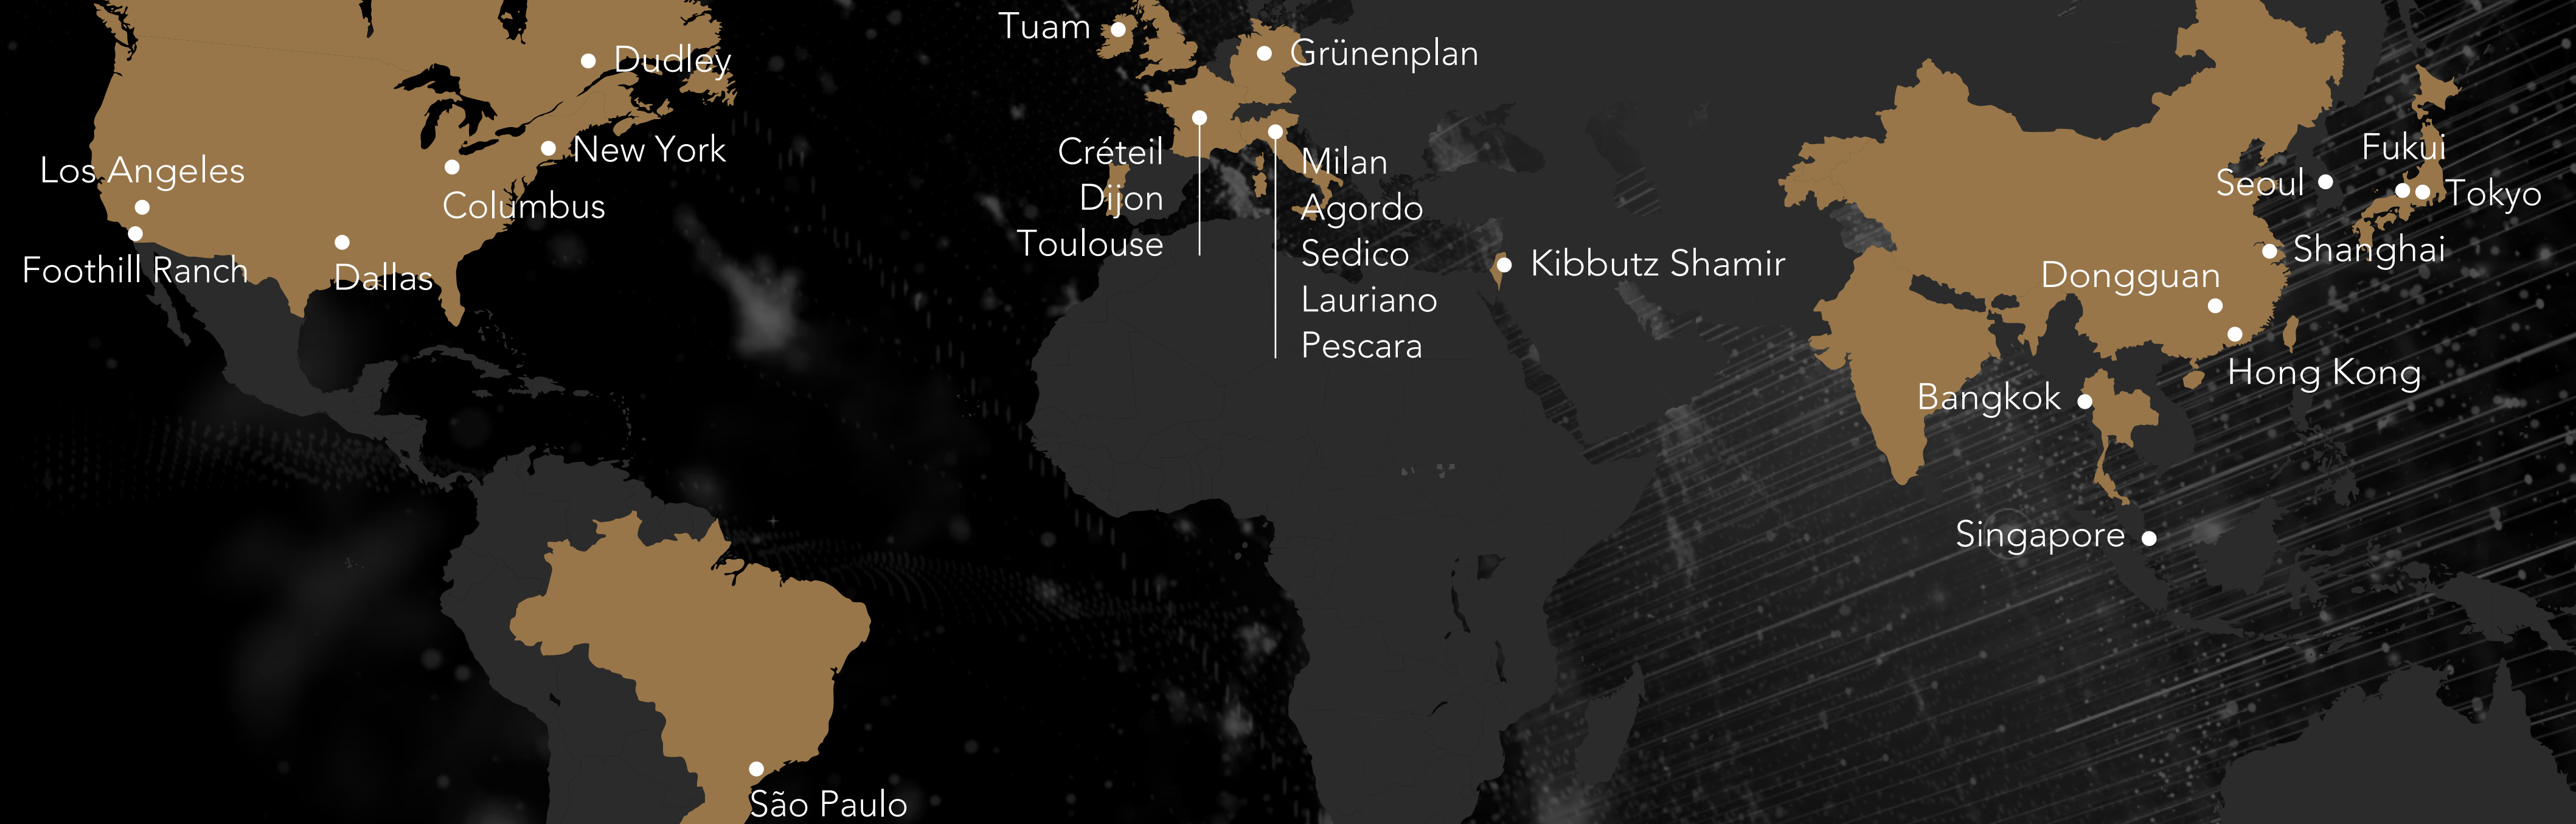 Tuam
Dudley
Grünenplan
New York
Los Angeles
Columbus
Foothill Ranch
Dallas
Créteil
Dijon
Toulouse
Milan
Agordo
Sedico
Lauriano
Pescara
Kibbutz Shamir
Fukui
Seoul
Tokyo
Shanghai
Dongguan
Hong Kong
Bangkok
Singapore
São Paulo